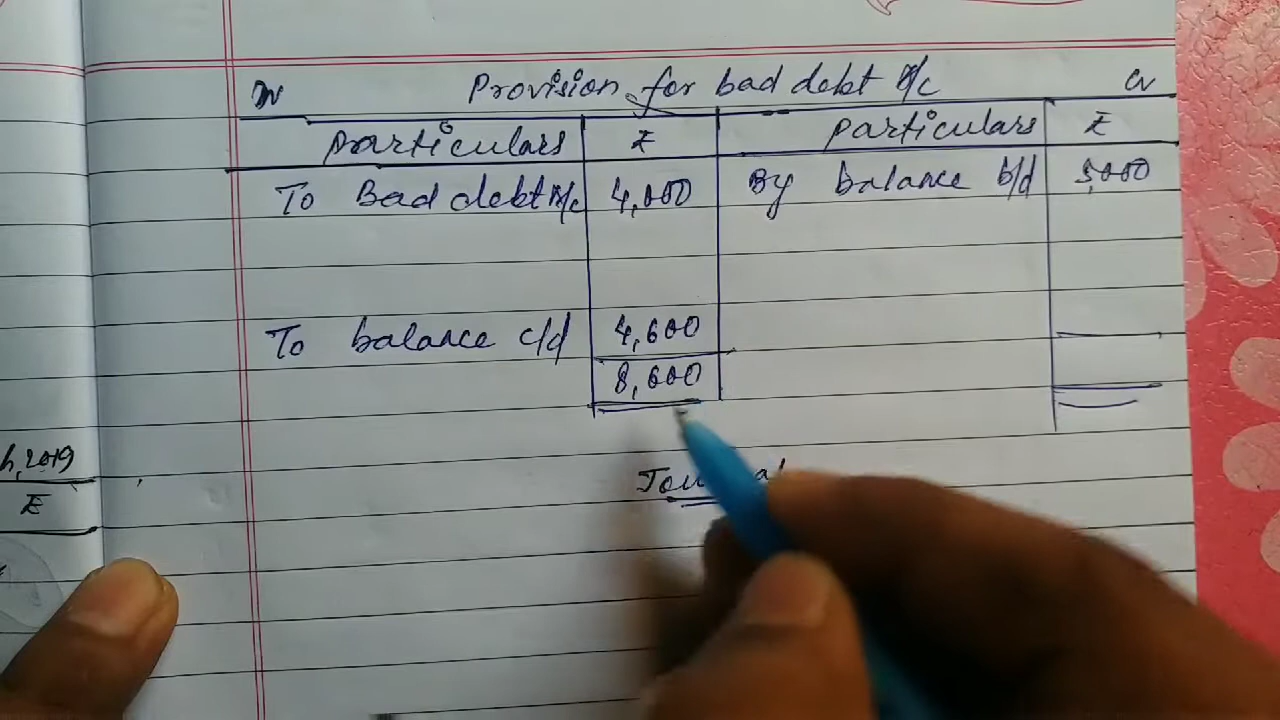 Dr Provision for bad debt A/c Cr
Particulars ₹ Particulars ₹
To Bad debt A/c 4,000 By balance b/d 5,000
To balance c/d 4,600
8,600
h, 2019
₹